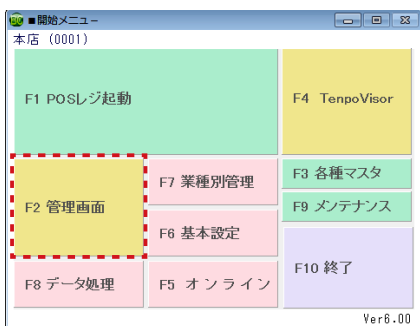 ■開始メニュー
本店 (0001)
F1 POSレジ起動
F4 TenpoVisor
F2 管理画面
F7 業種別管理
F3 各種マスタ
F9 メンテナンス
F6 基本設定
F8 データ処理
F5 オンライン
F10 終了
Ver6.00